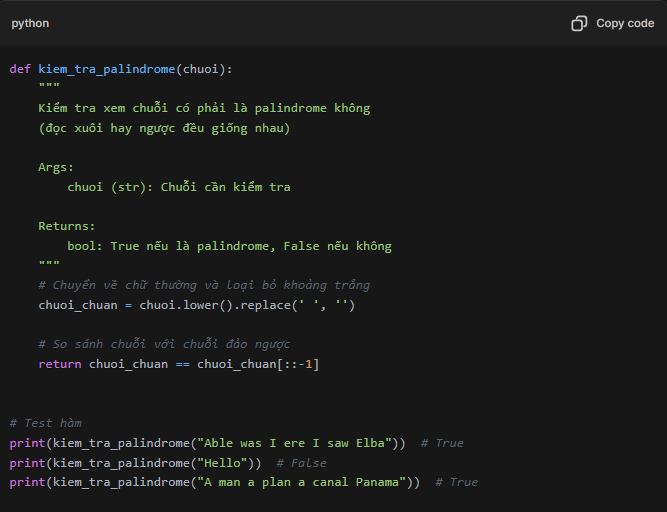 python
Copy code
def kiem_tra_palindrome(chuoi):
    """
    Kiểm tra xem chuỗi có phải là palindrome không
    (đọc xuôi hay ngược đều giống nhau)

    Args:
        chuoi (str): Chuỗi cần kiểm tra

    Returns:
        bool: True nếu là palindrome, False nếu không
    """
    # Chuyển về chữ thường và loại bỏ khoảng trắng
    chuoi_chuan = chuoi.lower().replace(' ', '')

    # So sánh chuỗi với chuỗi đảo ngược
    return chuoi_chuan == chuoi_chuan[::-1]


# Test hàm
print(kiem_tra_palindrome("Able was I ere I saw Elba"))  # True
print(kiem_tra_palindrome("Hello"))  # False
print(kiem_tra_palindrome("A man a plan a canal Panama"))  # True